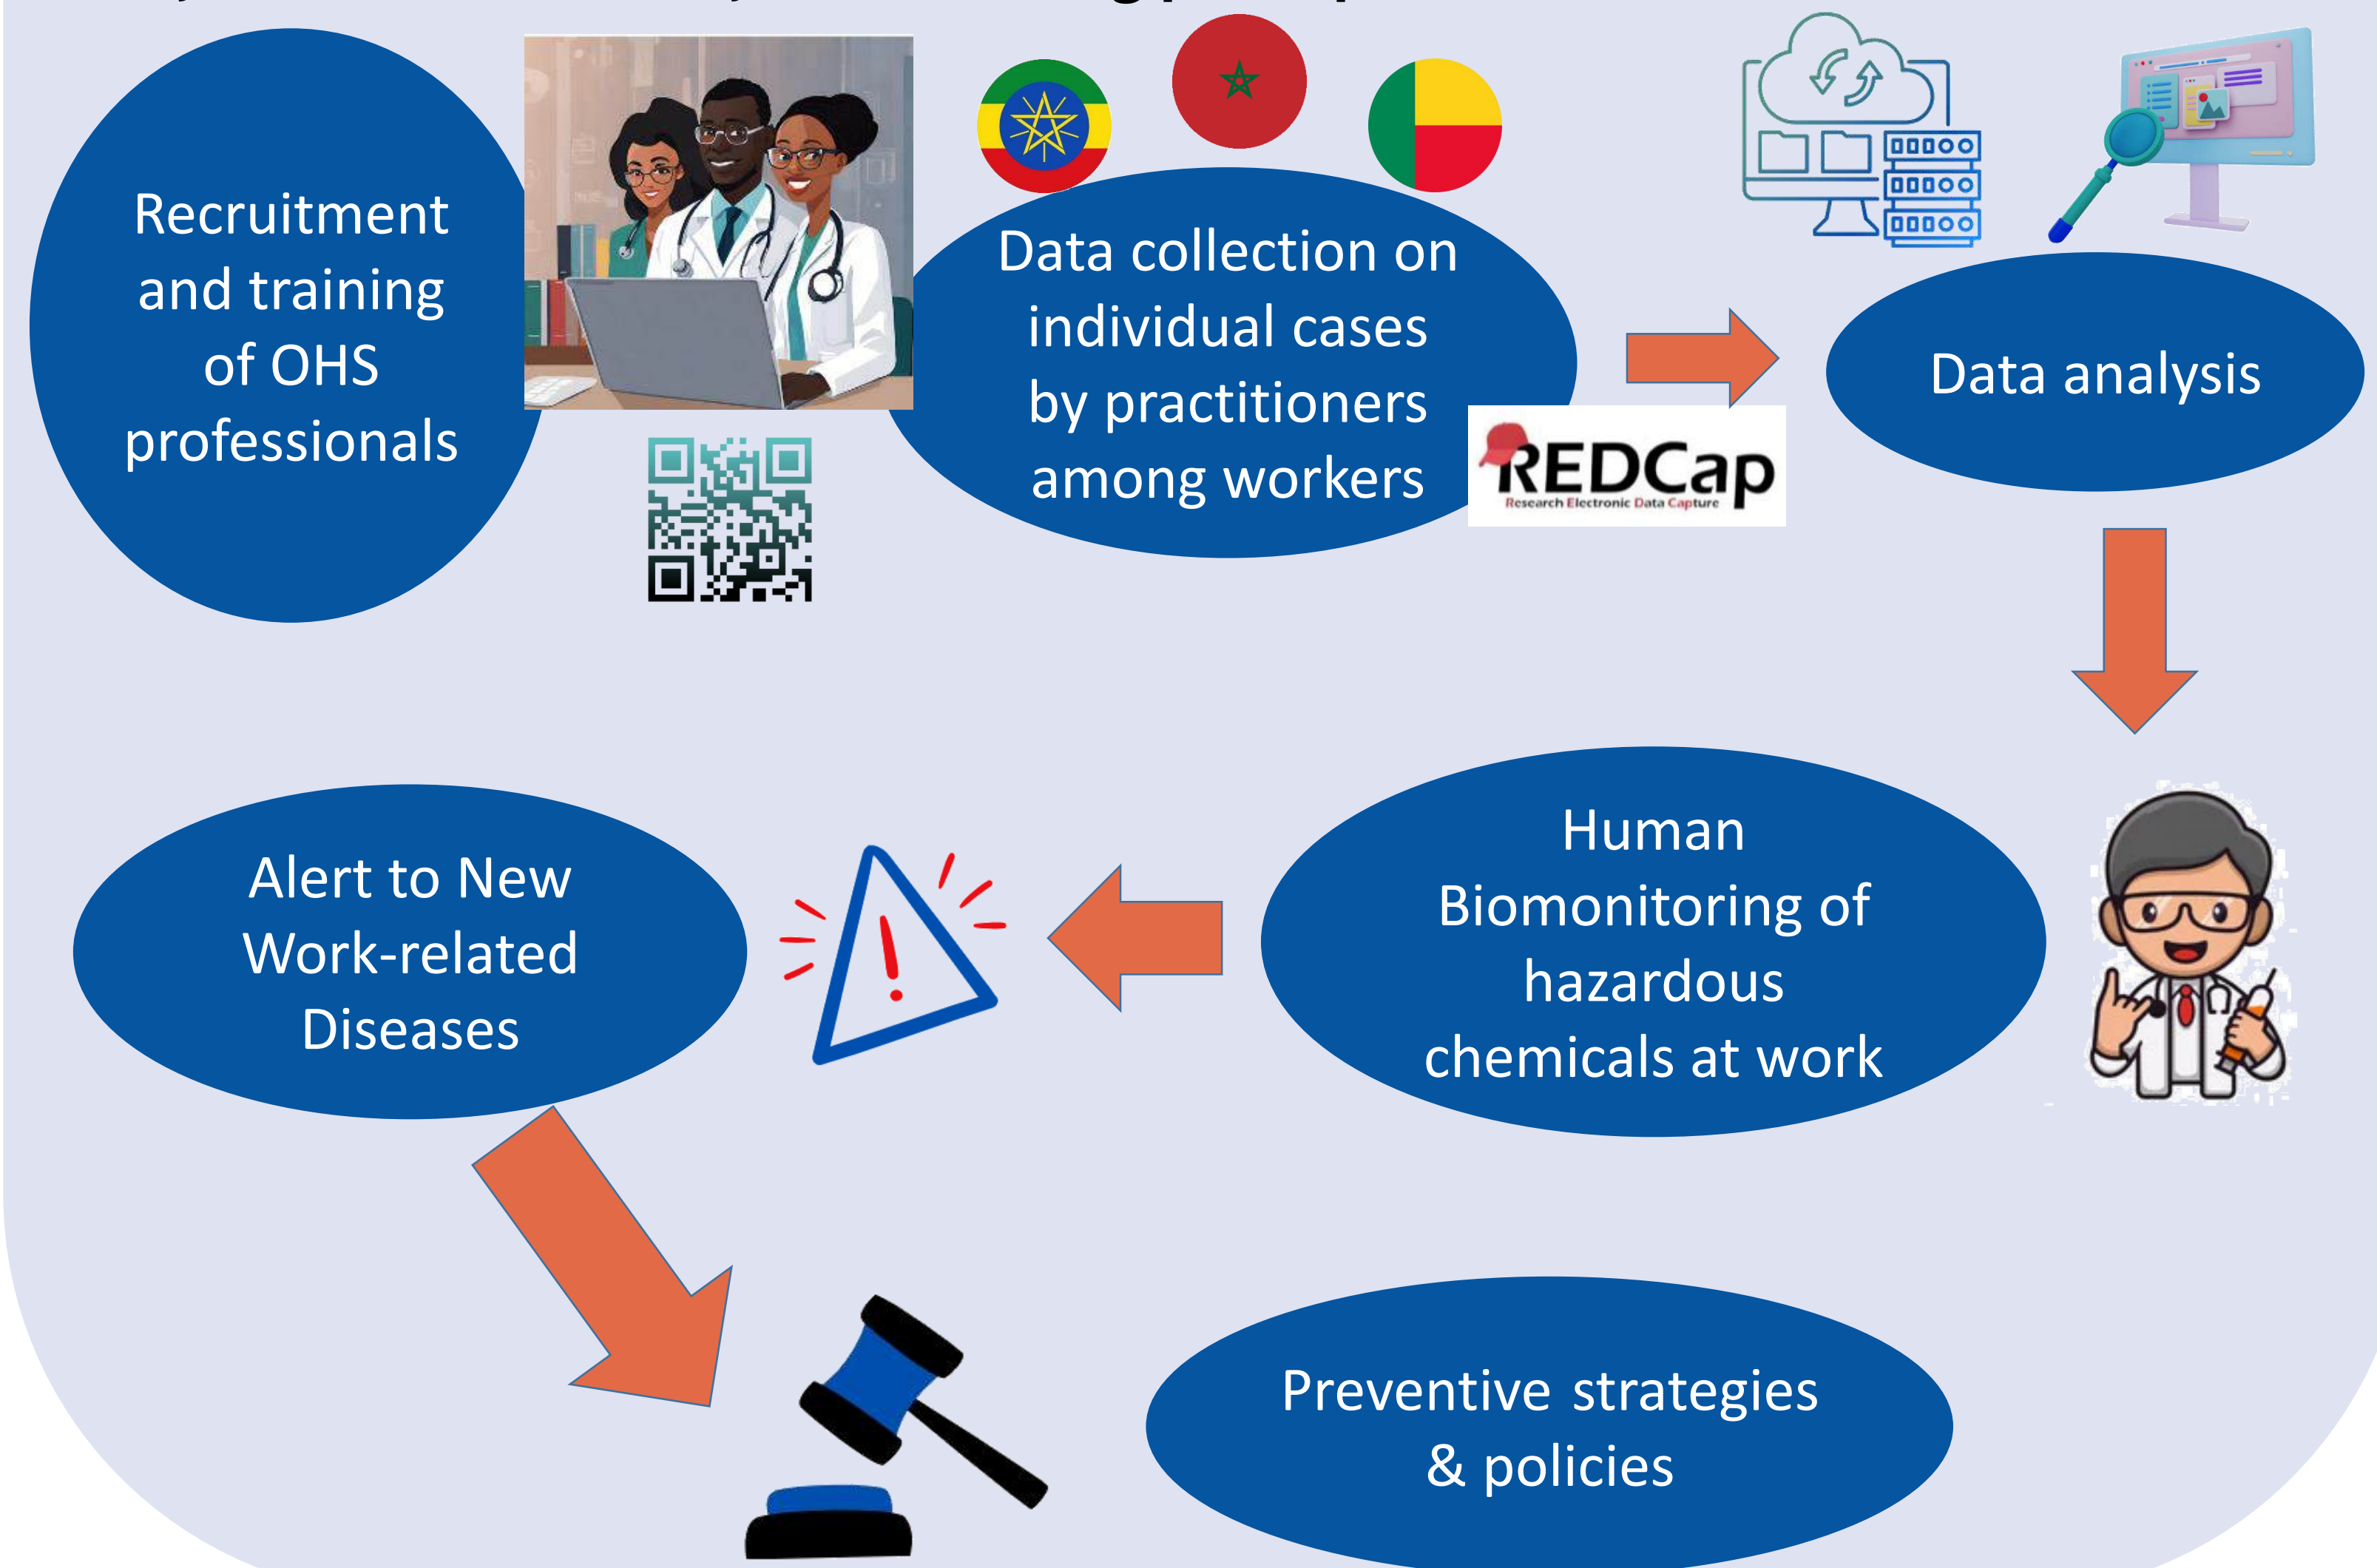 Recruitment
and training
of OHS
professionals
Data collection on
individual cases
by practitioners
among workers
REDCap
Research Electronic Data Capture
Data analysis
Human
Biomonitoring of
hazardous
chemicals at work
Alert to New
Work-related
Diseases
!
Preventive strategies
& policies